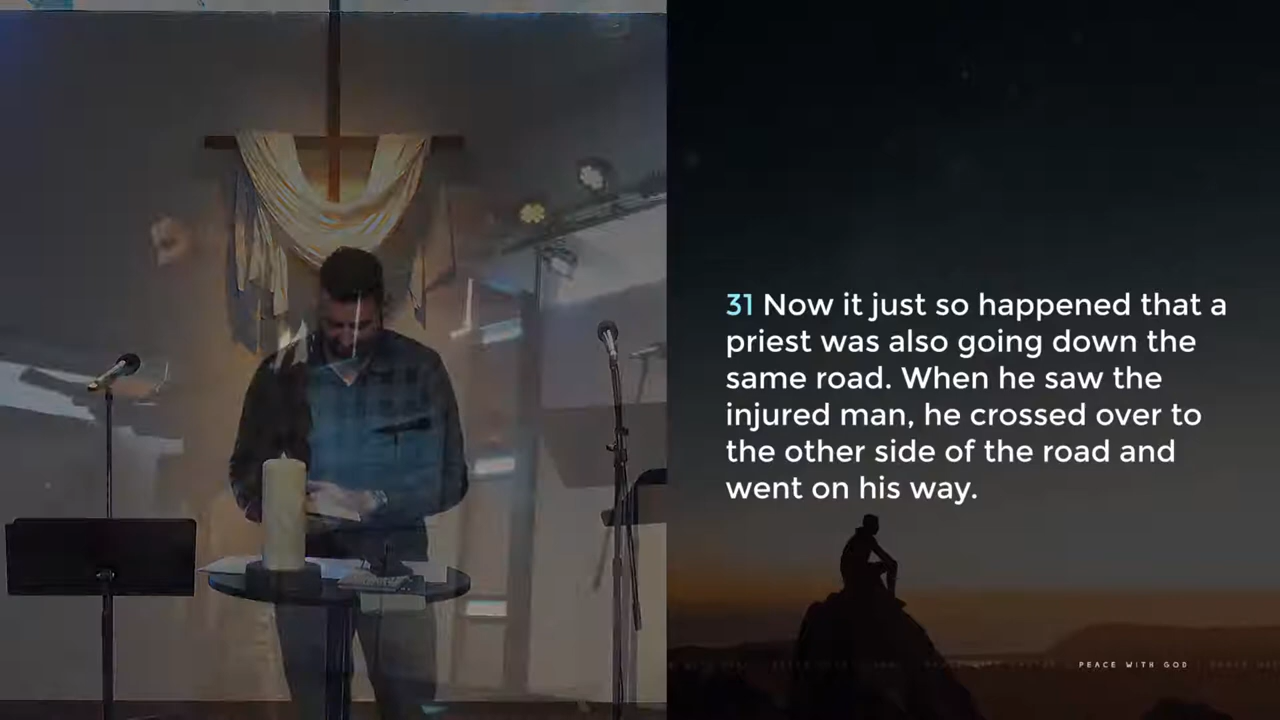 31 Now it just so happened that a
priest was also going down the
same road. When he saw the
injured man, he crossed over to
the other side of the road and
went on his way.
PEACE WITH GOD